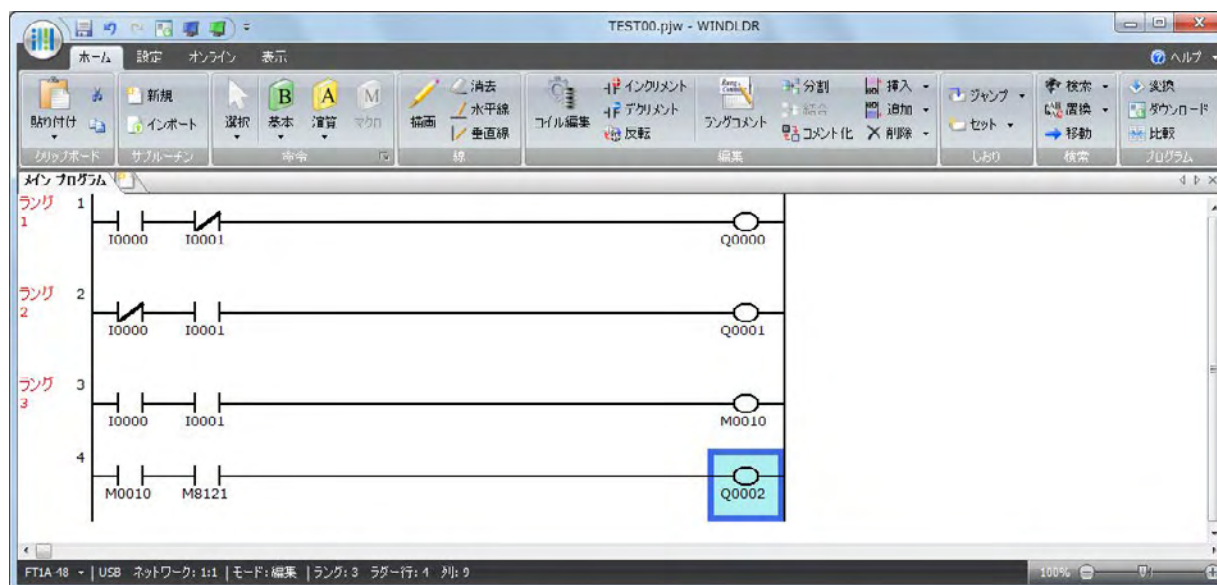 TEST00.pjw - WINDLDR
ホーム 設定 オンライン 表示 ヘルプ
貼り付け
新規
インポート
選択
B
基本
A
演算
M
マクロ
描画
消去
水平線
垂直線
コイル編集
インクリメント
デクリメント
反転
ラングコメント
分割
結合
コメント化
挿入
追加
削除
ジャンプ
セット
検索
置換
移動
変換
ダウンロード
比較
クリップボード サブルーチン 命令 線 編集 しおり 検索 プログラム
メイン プログラム
ラング 1
1
I0000 I0001 Q0000
ラング 2
2
I0000 I0001 Q0001
ラング 3
3
I0000 I0001 M0010
4
M0010 M8121 Q0002
FT1A-48 | USB ネットワーク: 1:1 | モード: 編集 | ラング: 3 ラダー行: 4 列: 9 100%